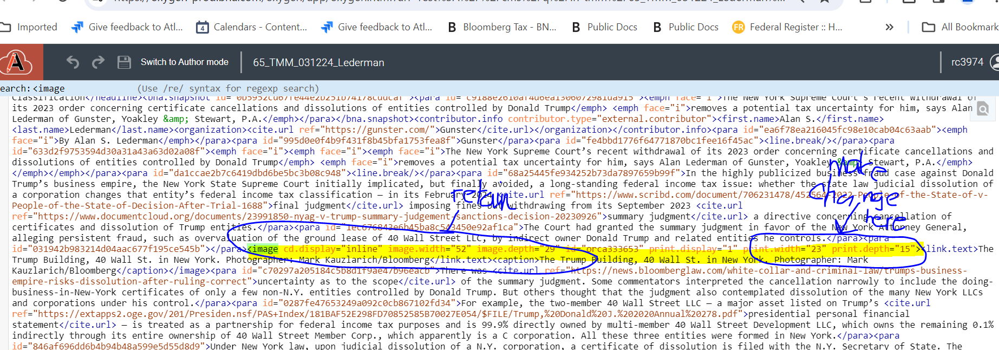 Imported Give feedback to Atl... Calendars - Content... Give feedback to Atl... Bloomberg Tax - BN... Public Docs Public Docs Federal Register :: H... » All Bookmark
Switch to Author mode 65_TMM_031224_Lederman rc3974
earch: <image (Use /re/ syntax for regexp search)
its 2023 order concerning certificate cancellations and dissolutions of entities controlled by Donald Trump</emph> <emph face="i">removes a potential tax uncertainty for him, says Alan
Lederman of Gunster, Yoakley &amp; Stewart, P.A.</emph></para></bna.snapshot><contributor.info contributor.type="external.contributor"><first.name>Alan S.</first.name>
<last.name>Lederman</last.name><organization><cite.url ref="https://gunster.com/">Gunster</cite.url></organization></contributor.info><para id="ea6f78ea216045fc98e10cab04c63aab"><emph
face="i">By Alan S. Lederman</emph></para><para id="995d0e0f4b9f431f8b45bfa1753fea8f">Gunster</para><para id="fe4bbd1776f64771870bc1fee16f45ac"><line.break/></para><para
id="633d2f9753594d30a31a43a63d02a08f"><emph face="i"><emph face="i"><emph face="i">The New York Supreme Court’s recent withdrawal of its 2023 order concerning certificate cancellations and
dissolutions of entities controlled by Donald Trump</emph> <emph face="i">removes a potential tax uncertainty for him, says Alan Lederman of Gunster, Yoakley &amp; Stewart, P.A.</emph>
</emph></emph></para><para id="da1ccae2b7c6419dbd6be5bc3b08c948"><line.break/></para><para id="68a25445fe934252b73da7897659b99f">In the highly publicized business fraud case against Donald
Trump’s business empire, the New York State Supreme Court initially implicated, but finally avoided, a long-standing federal income tax issue: whether the state law judicial dissolution of
a corporation changes that entity’s federal income tax classification — in its February 2024 <cite.url ref="https://www.scribd.com/document/706231478/452564-2022-People-of-the-State-of-v-
People-of-the-State-of-Decision-After-Trial-1688">final judgment</cite.url> imposing fines but withdrawing from its September 2023 <cite.url
ref="https://www.documentcloud.org/documents/23991850-nyag-v-trump-summary-judgement-sanctions-decision-20230926">summary judgment</cite.url> a directive concerning cancellation of
certificates and dissolution of Trump entities.</para><para id="1ec676843e6b45ba8c543450e92af1ca">The Court had granted the summary judgment in favor of the New York Attorney General,
alleging persistent fraud, such as overvaluation of the ground lease of 40 Wall Street LLC, by indirect owner Donald Trump and related entities he controls.</para><para
id="031942b983214d04aac677f195ce545b"></para><image cd.display="inline" image.width="52" image.depth="29" id="orca333653" print.display="1" print.width="23" print.depth="15"><link.text>The
Trump Building, 40 Wall St. in New York. Photographer: Mark Kauzlarich/Bloomberg</link.text><caption>The Trump Building, 40 Wall St. in New York. Photographer: Mark
Kauzlarich/Bloomberg</caption></image><para id="c70297a205184c5b8d1f9ae47b96eacb">There was <cite.url ref="https://news.bloomberglaw.com/white-collar-and-criminal-law/trumps-business-
empire-risks-dissolution-after-ruling-correct">uncertainty as to the scope</cite.url> of the summary judgment. Some commentators interpreted the cancellation narrowly to include the doing-
business-in-New-York certificates of only a few non-N.Y. entities controlled by Donald Trump. But others thought that the judgment also contemplated dissolution of the many New York LLCs
and corporations under his control.</para><para id="0287fe47653249a092c0cb867102fd34">For example, the two-member 40 Wall Street LLC — a major asset listed on Trump’s <cite.url
ref="https://extapps2.oge.gov/201/Presiden.nsf/PAS+Index/181BAF52E298FD70852585B70027E054/$FILE/Trump,%20Donald%20J.%202020Annual%20278.pdf">presidential personal financial
statement</cite.url> — is treated as a partnership for federal income tax purposes and is 99.9% directly owned by multi-member 40 Wall Street Development LLC, which owns the remaining 0.1%
indirectly through its entire ownership of 40 Wall Street Member Corp., which apparently is a C corporation. All these three entities were formed in New York.</para><para
id="846af696dd6b4b94b48a599e5d55d8d9">Under New York law, upon judicial dissolution of a N.Y. corporation, a certificate of dissolution is filed with the N.Y. Secretary of State. The
retain
make
change
here